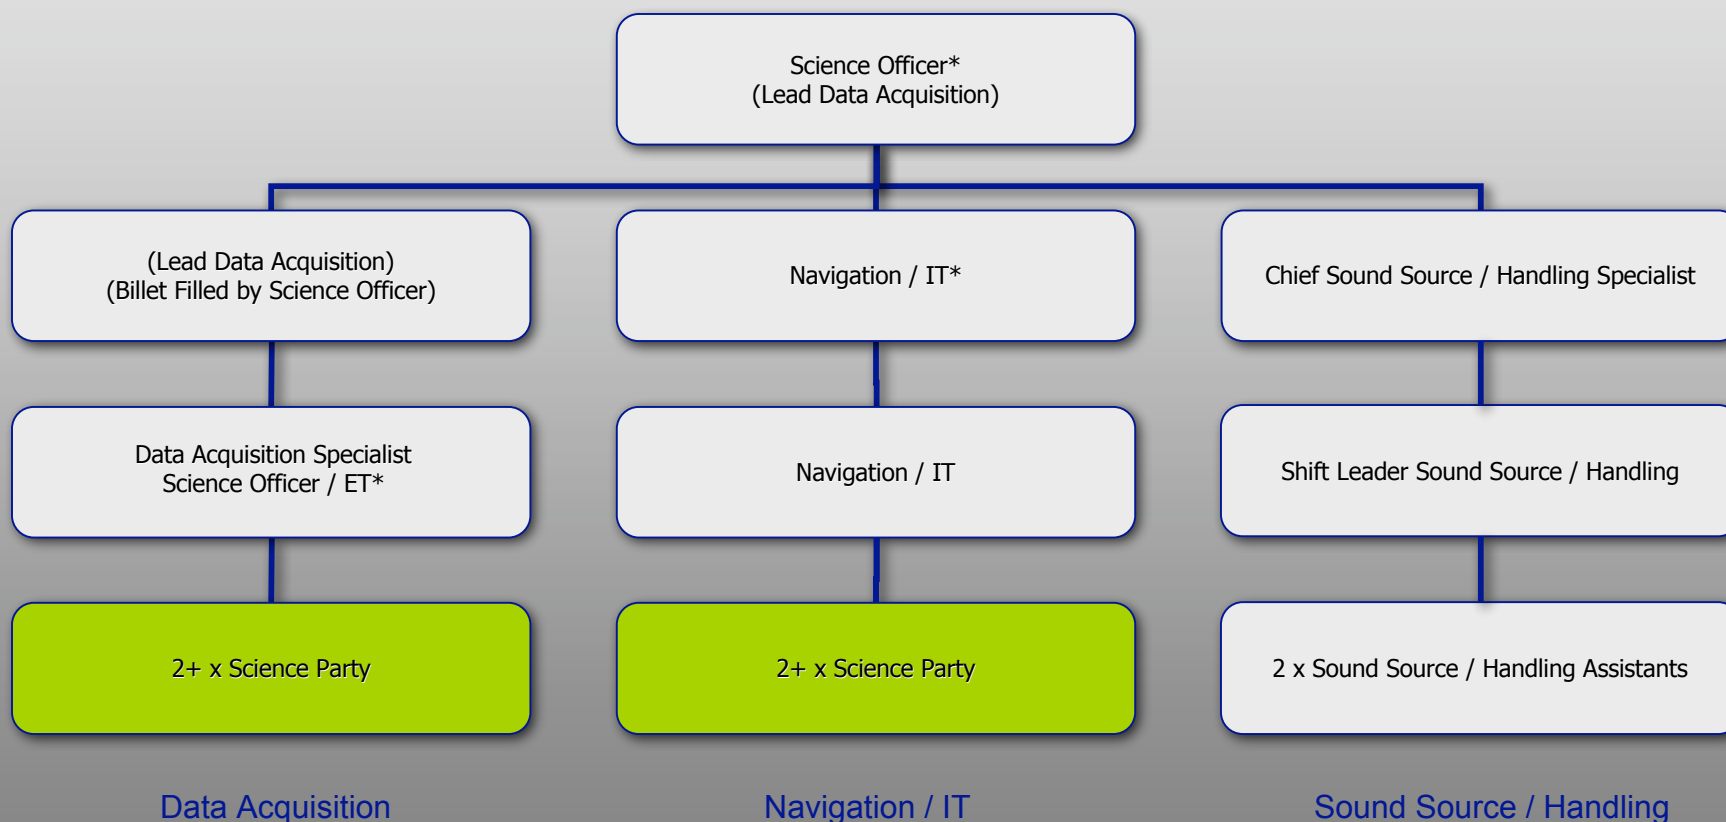 Science Officer*
(Lead Data Acquisition)
(Lead Data Acquisition)
(Billet Filled by Science Officer)
Navigation / IT*
Chief Sound Source / Handling Specialist
Data Acquisition Specialist
Science Officer / ET*
Navigation / IT
Shift Leader Sound Source / Handling
2+ x Science Party
2+ x Science Party
2 x Sound Source / Handling Assistants
Data Acquisition
Navigation / IT
Sound Source / Handling